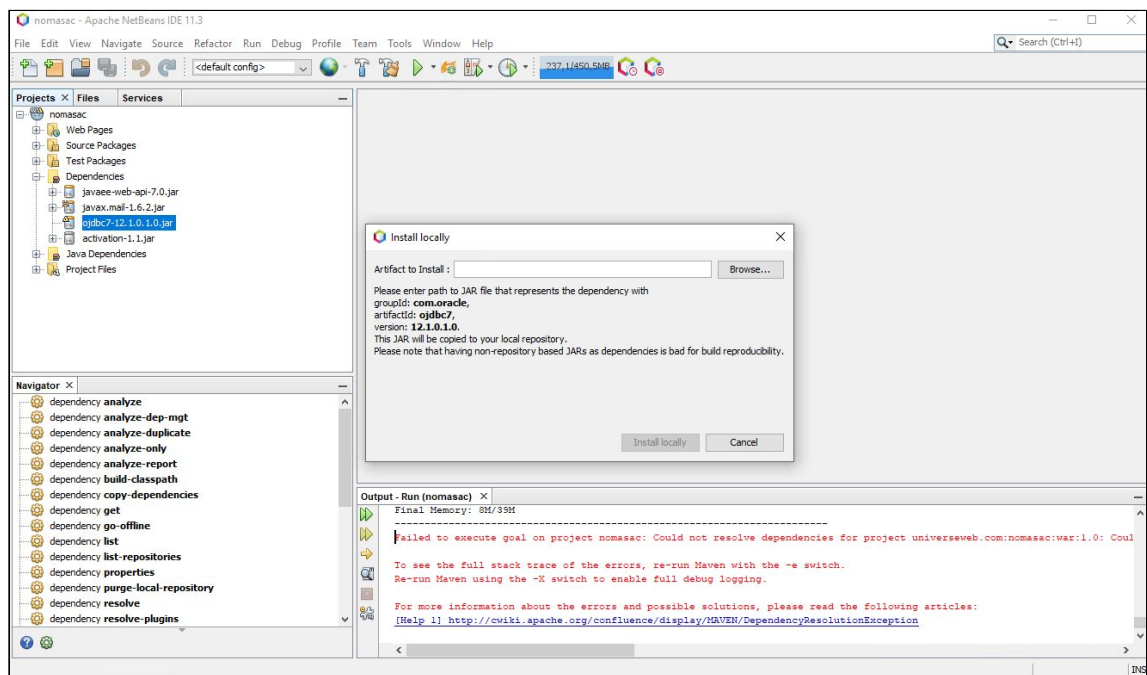 nomasac - Apache NetBeans IDE 11.3
File Edit View Navigate Source Refactor Run Debug Profile Team Tools Window Help
Search (Ctrl+I)
<default config>
237,1/450,5MB
Projects Files Services
nomasac
Web Pages
Source Packages
Test Packages
Dependencies
javaee-web-api-7.0.jar
javax.mail-1.6.2.jar
ojdbc7-12.1.0.1.0.jar
activation-1.1.jar
Java Dependencies
Project Files
Install locally
Artifact to Install :
Browse...
Please enter path to JAR file that represents the dependency with
groupId: com.oracle,
artifactId: ojdbc7,
version: 12.1.0.1.0.
This JAR will be copied to your local repository.
Please note that having non-repository based JARs as dependencies is bad for build reproducibility.
Install locally
Cancel
Navigator
dependency analyze
dependency analyze-dep-mgt
dependency analyze-duplicate
dependency analyze-only
dependency analyze-report
dependency build-classpath
dependency copy-dependencies
dependency get
dependency go-offline
dependency list
dependency list-repositories
dependency properties
dependency purge-local-repository
dependency resolve
dependency resolve-plugins
Output - Run (nomasac)
Final Memory: 8M/39M
------------------------------------------------------------------------
Failed to execute goal on project nomasac: Could not resolve dependencies for project universeweb.com:nomasac:war:1.0: Coul
To see the full stack trace of the errors, re-run Maven with the -e switch.
Re-run Maven using the -X switch to enable full debug logging.
For more information about the errors and possible solutions, please read the following articles:
[Help 1] http://cwiki.apache.org/confluence/display/MAVEN/DependencyResolutionException
INS